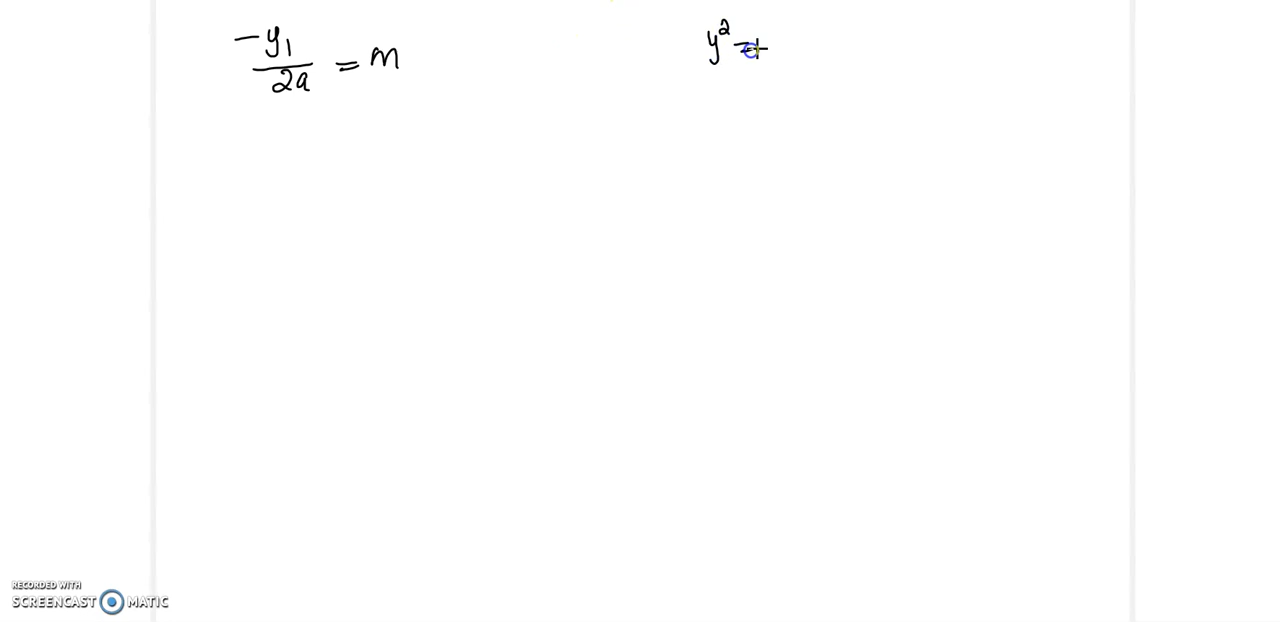 -y₁/2a = m
y² =
RECORDED WITH
SCREENCAST MATIC